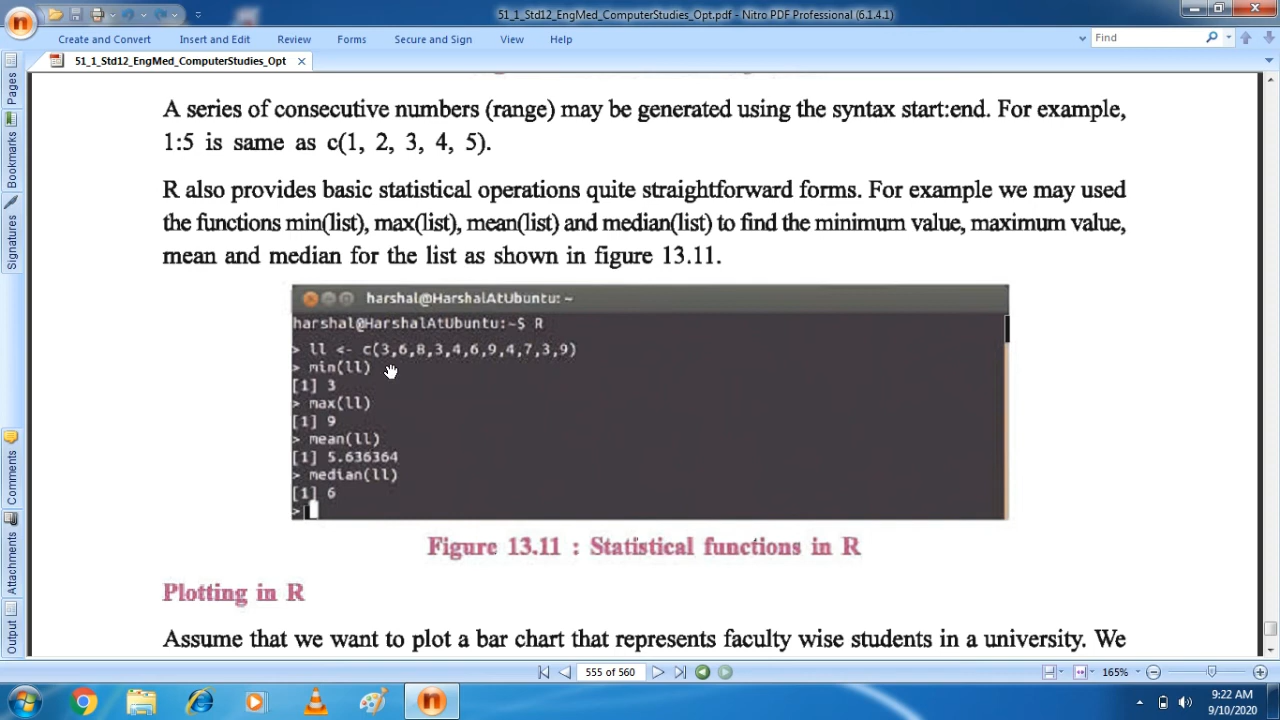 51_1_Std12_EngMed_ComputerStudies_Opt.pdf - Nitro PDF Professional (6.1.4.1)
Create and Convert Insert and Edit Review Forms Secure and Sign View Help Find
51_1_Std12_EngMed_ComputerStudies_Opt
Pages
Bookmarks
Signatures
Comments
Attachments
Output
A series of consecutive numbers (range) may be generated using the syntax start:end. For example,
1:5 is same as c(1, 2, 3, 4, 5).
R also provides basic statistical operations quite straightforward forms. For example we may used
the functions min(list), max(list), mean(list) and median(list) to find the minimum value, maximum value,
mean and median for the list as shown in figure 13.11.
harshal@HarshalAtUbuntu: ~
harshal@HarshalAtUbuntu:~$ R
> ll <- c(3,6,8,3,4,6,9,4,7,3,9)
> min(ll)
[1] 3
> max(ll)
[1] 9
> mean(ll)
[1] 5.636364
> median(ll)
[1] 6
>
Figure 13.11 : Statistical functions in R
Plotting in R
Assume that we want to plot a bar chart that represents faculty wise students in a university. We
555 of 560 165%
9:22 AM
9/10/2020